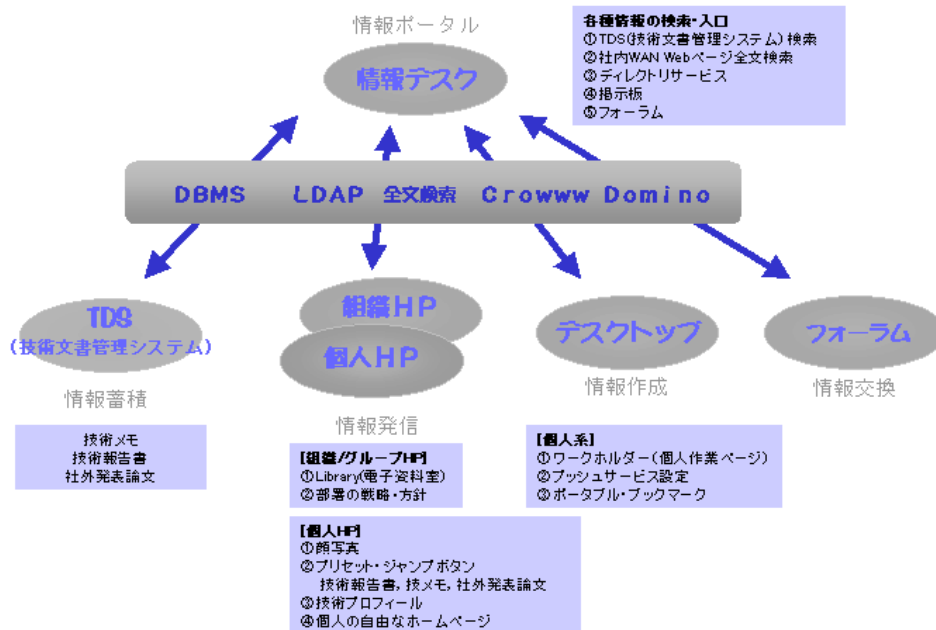 情報ポータル
情報デスク
各種情報の検索・入口
①TDS(技術文書管理システム)検索
②社内WAN Webページ全文検索
③ディレクトリサービス
④掲示板
⑤フォーラム
DBMS LDAP 全文検索 Crowww Domino
TDS
(技術文書管理システム)
情報蓄積
技術メモ
技術報告書
社外発表論文
組織HP
個人HP
情報発信
[組織/グループHP]
①Library(電子資料室)
②部署の戦略・方針
[個人HP]
①顔写真
②プリセット・ジャンプボタン
技術報告書,技メモ,社外発表論文
③技術プロフィール
④個人の自由なホームページ
デスクトップ
情報作成
[個人系]
①ワークホルダー(個人作業ページ)
②プッシュサービス設定
③ポータブル・ブックマーク
フォーラム
情報交換